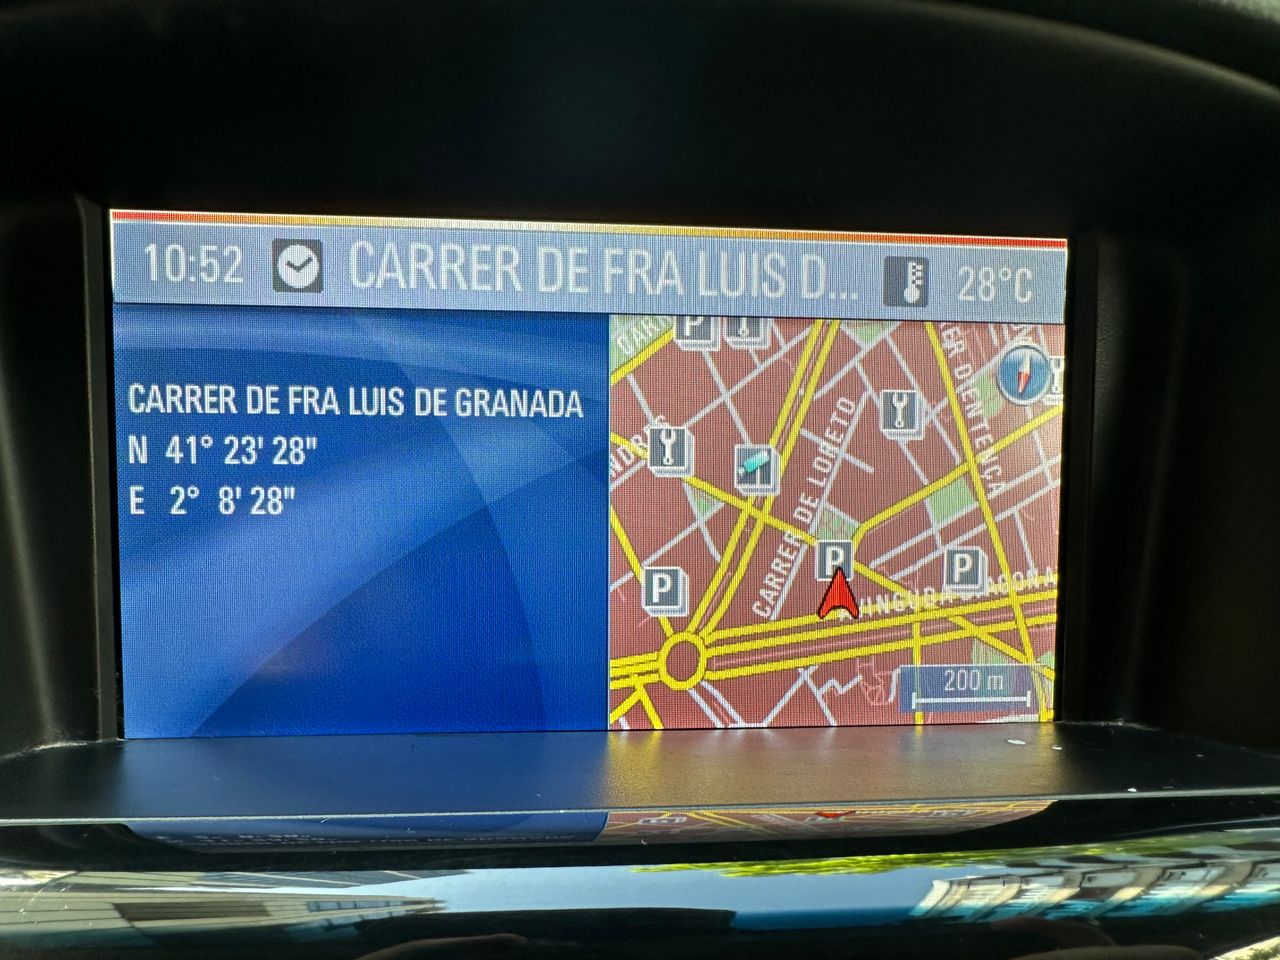 10:52 CARRER DE FRA LUIS D... 28°C
CARRER DE FRA LUIS DE GRANADA
N 41° 23' 28"
E 2° 8' 28"
P
CARRER DE LORETO
P
P
P
200 m